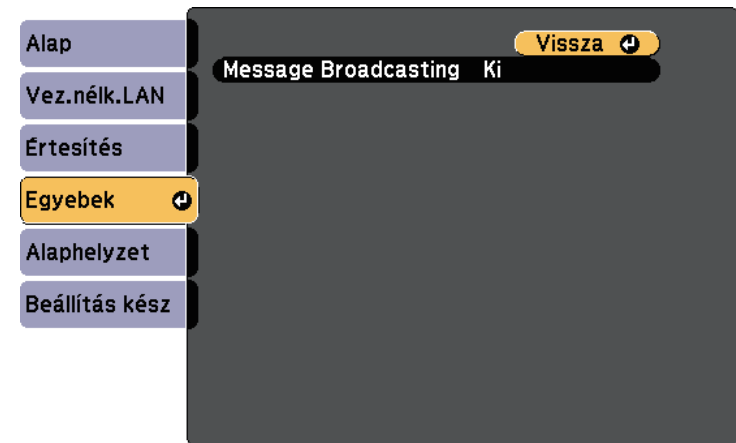 Alap
Vez.nélk.LAN
Értesítés
Egyebek
Alaphelyzet
Beállítás kész
Vissza
Message Broadcasting Ki